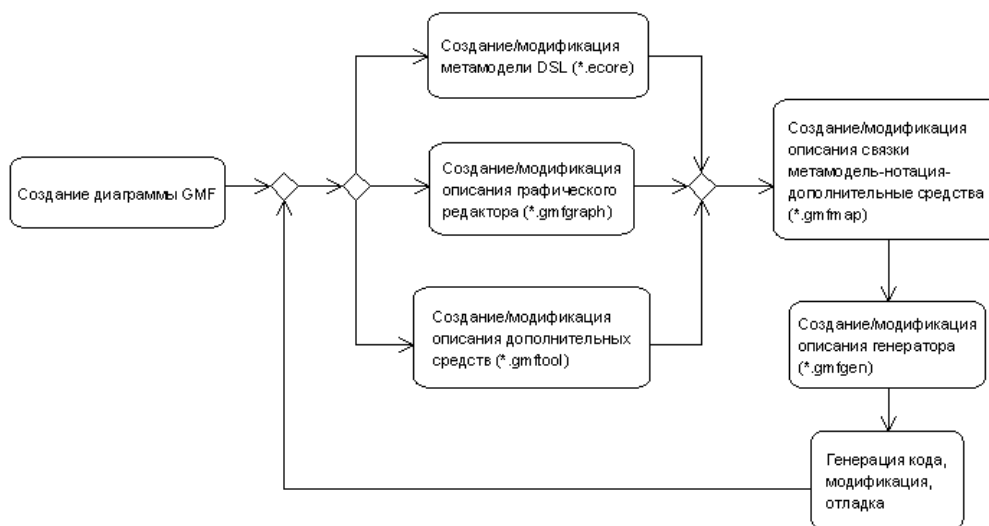 Создание диаграммы GMF
Создание/модификация
метамодели DSL (*.ecore)
Создание/модификация
описания графического
редактора (*.gmfgraph)
Создание/модификация
описания дополнительных
средств (*.gmftool)
Создание/модификация
описания связки
метамодель-нотация-
дополнительные средства
(*.gmfmap)
Создание/модификация
описания генератора
(*.gmfgen)
Генерация кода,
модификация,
отладка